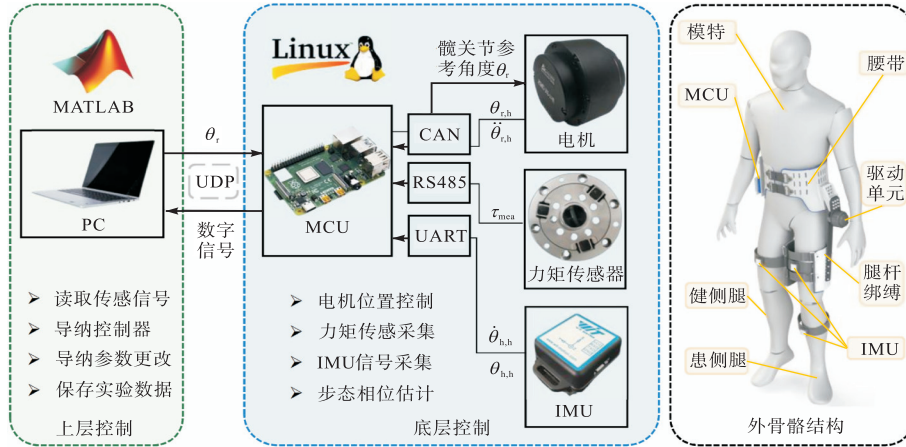 MATLAB
PC
θr
UDP
数字
信号
➢ 读取传感信号
➢ 导纳控制器
➢ 导纳参数更改
➢ 保存实验数据
上层控制
Linux
MCU
髋关节参
考角度θr
CAN
θr,h
θ̈r,h
电机
RS485
τmea
力矩传感器
UART
θ̇h,h
θh,h
IMU
➢ 电机位置控制
➢ 力矩传感采集
➢ IMU信号采集
➢ 步态相位估计
底层控制
模特
腰带
MCU
驱动
单元
腿杆
绑缚
健侧腿
IMU
患侧腿
外骨骼结构